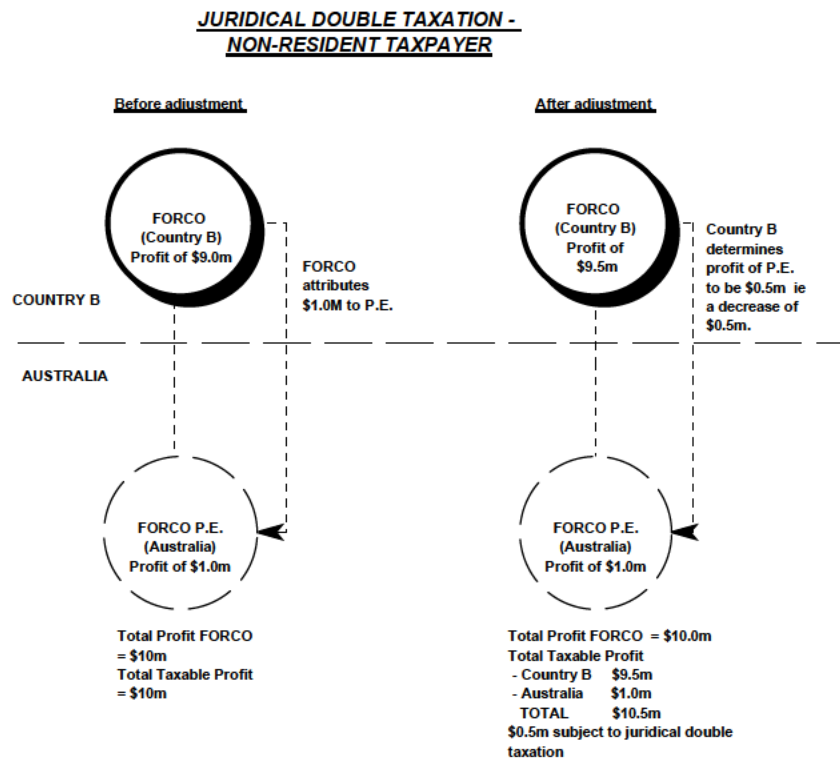 JURIDICAL DOUBLE TAXATION -
NON-RESIDENT TAXPAYER
Before adjustment
FORCO
(Country B)
Profit of $9.0m
FORCO
attributes
$1.0M to P.E.
COUNTRY B
AUSTRALIA
FORCO P.E.
(Australia)
Profit of $1.0m
Total Profit FORCO
= $10m
Total Taxable Profit
= $10m
After adjustment
FORCO
(Country B)
Profit of
$9.5m
Country B
determines
profit of P.E.
to be $0.5m ie
a decrease of
$0.5m.
FORCO P.E.
(Australia)
Profit of $1.0m
Total Profit FORCO = $10.0m
Total Taxable Profit
- Country B $9.5m
- Australia $1.0m
TOTAL $10.5m
$0.5m subject to juridical double
taxation